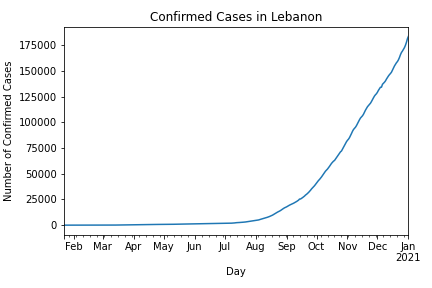 Confirmed Cases in Lebanon
Number of Confirmed Cases
175000
150000
125000
100000
75000
50000
25000
0
Feb Mar Apr May Jun Jul Aug Sep Oct Nov Dec Jan
2021
Day